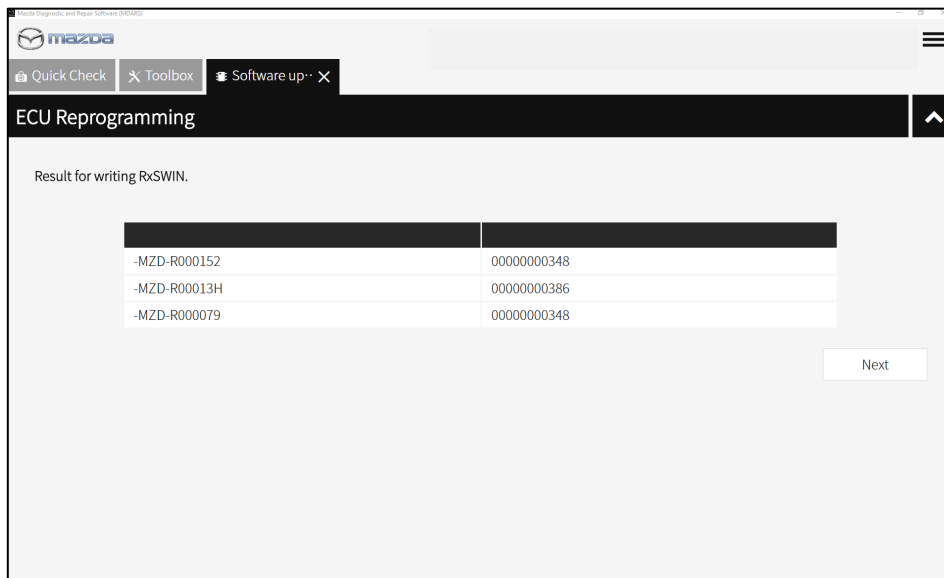 Mazda Diagnostic and Repair Software (MDARS)
mazda
Quick Check Toolbox Software up··
ECU Reprogramming
Result for writing RxSWIN.
-MZD-R000152 00000000348
-MZD-R00013H 00000000386
-MZD-R000079 00000000348
Next